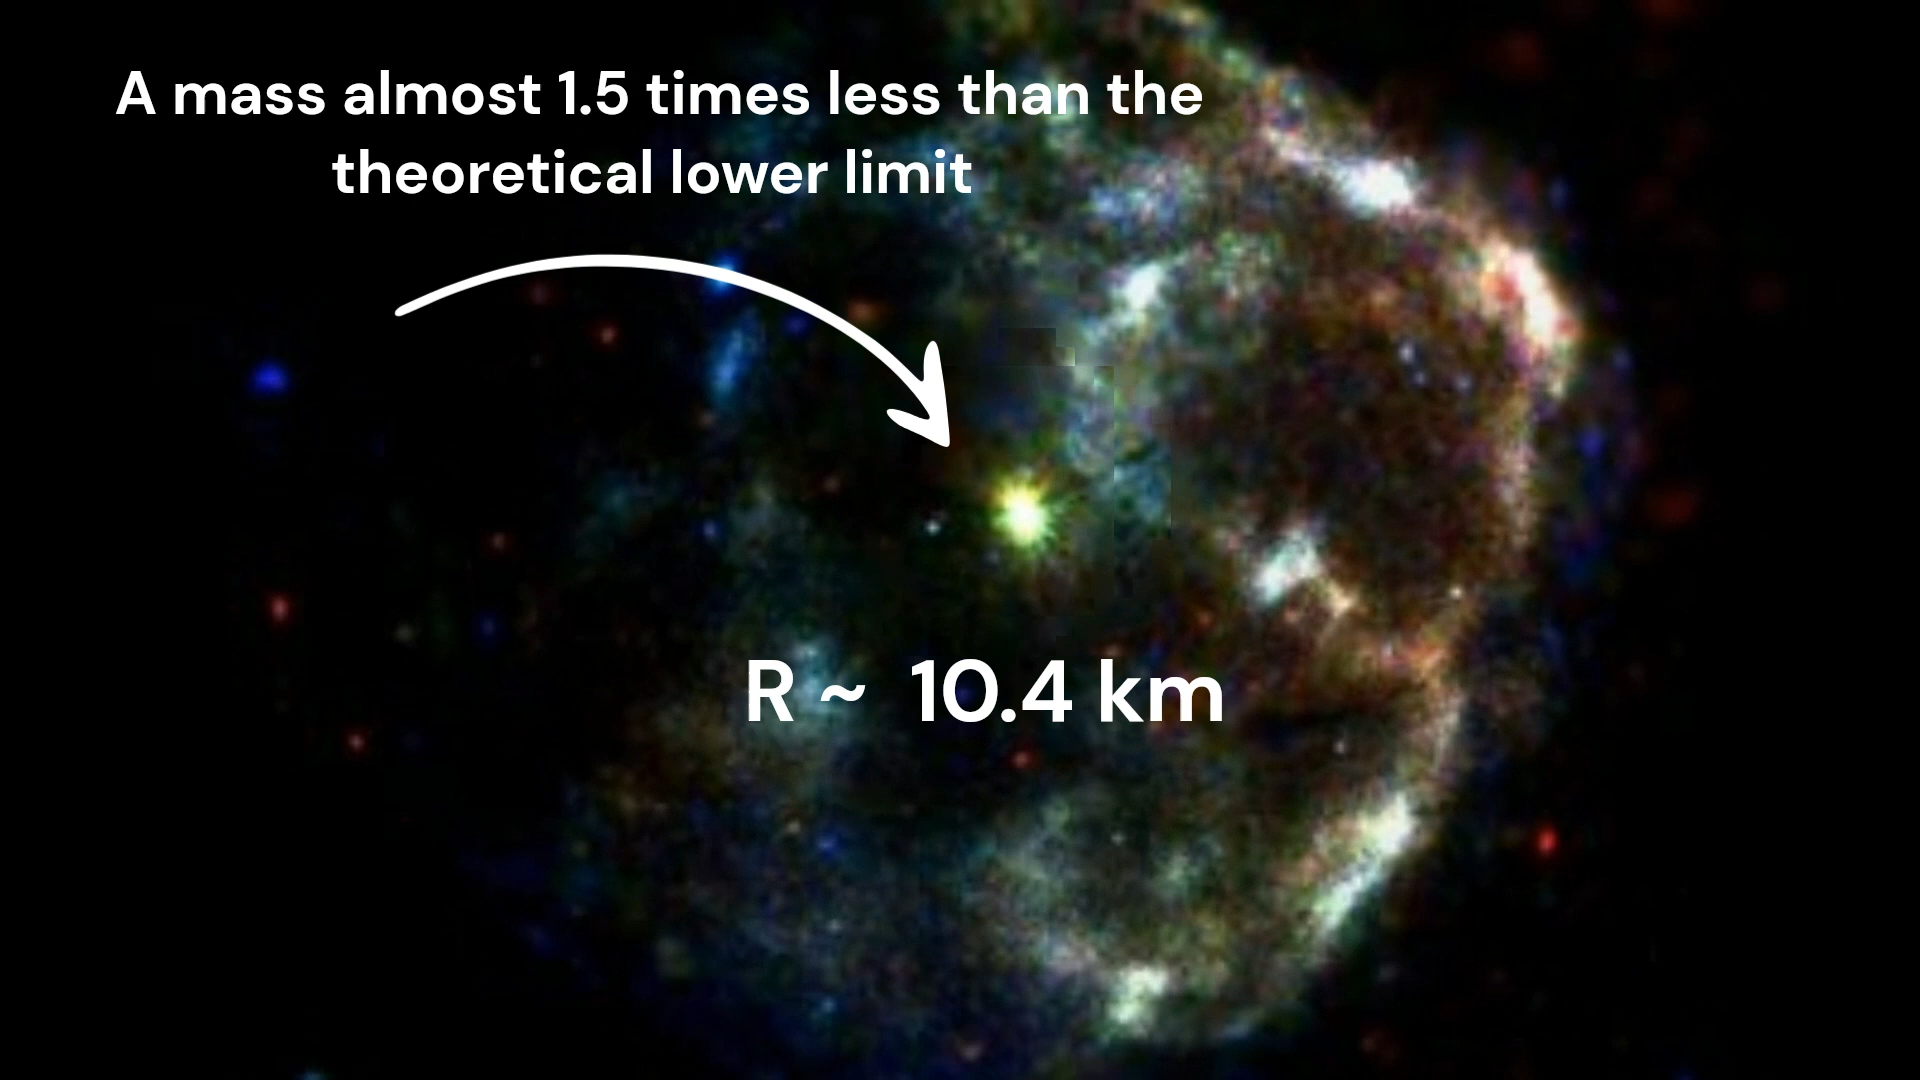 A mass almost 1.5 times less than the
theoretical lower limit
R ~ 10.4 km